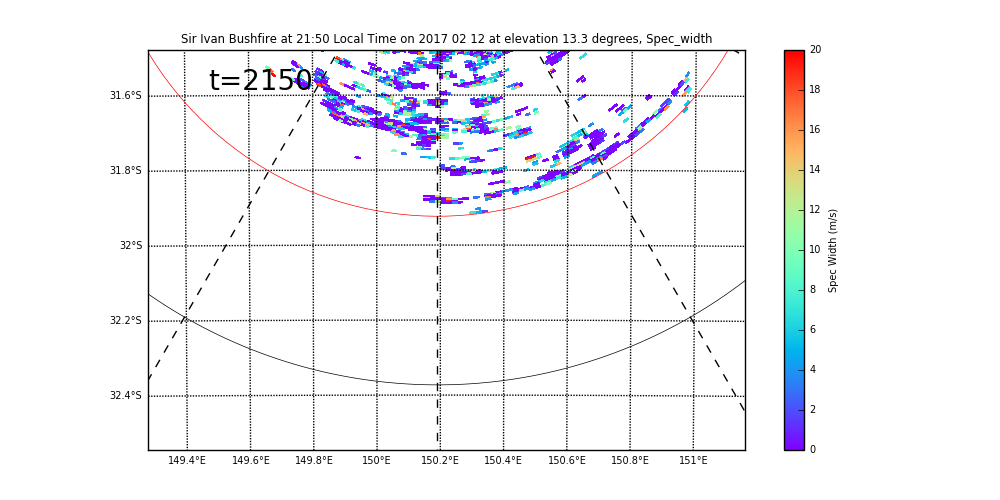 Sir Ivan Bushfire at 21:50 Local Time on 2017 02 12 at elevation 13.3 degrees, Spec_width
t=2150
31.6°S
31.8°S
32°S
32.2°S
32.4°S
149.4°E 149.6°E 149.8°E 150°E 150.2°E 150.4°E 150.6°E 150.8°E 151°E
20
18
16
14
12
10
8
6
4
2
0
Spec Width (m/s)